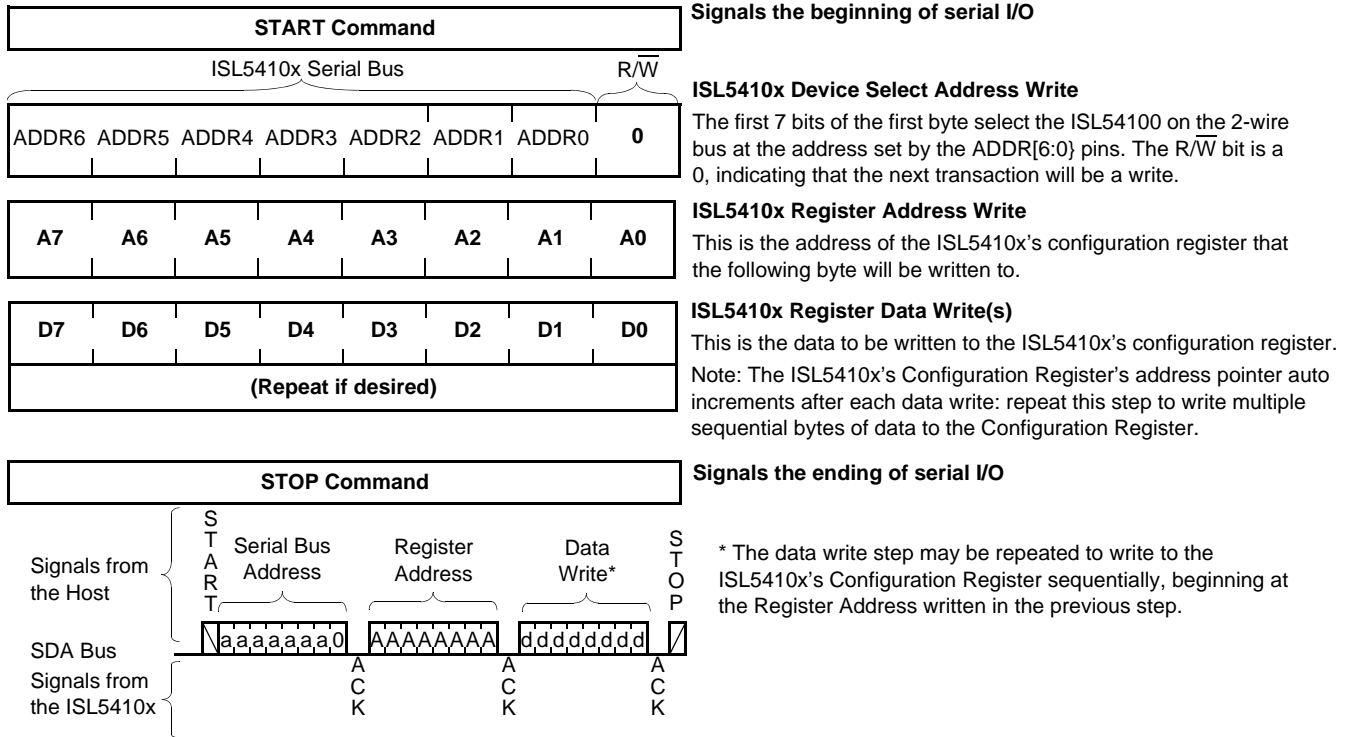 START Command
Signals the beginning of serial I/O
ISL5410x Serial Bus
R/W
ADDR6 ADDR5 ADDR4 ADDR3 ADDR2 ADDR1 ADDR0 0
ISL5410x Device Select Address Write
The first 7 bits of the first byte select the ISL54100 on the 2-wire
bus at the address set by the ADDR[6:0} pins. The R/W bit is a
0, indicating that the next transaction will be a write.
A7 A6 A5 A4 A3 A2 A1 A0
ISL5410x Register Address Write
This is the address of the ISL5410x's configuration register that
the following byte will be written to.
D7 D6 D5 D4 D3 D2 D1 D0
(Repeat if desired)
ISL5410x Register Data Write(s)
This is the data to be written to the ISL5410x's configuration register.
Note: The ISL5410x's Configuration Register's address pointer auto
increments after each data write: repeat this step to write multiple
sequential bytes of data to the Configuration Register.
STOP Command
Signals the ending of serial I/O
Signals from
the Host
START
Serial Bus
Address
Register
Address
Data
Write*
STOP
* The data write step may be repeated to write to the
ISL5410x's Configuration Register sequentially, beginning at
the Register Address written in the previous step.
SDA Bus
a a a a a a a 0
A A A A A A A A
d d d d d d d d
Signals from
the ISL5410x
ACK
ACK
ACK